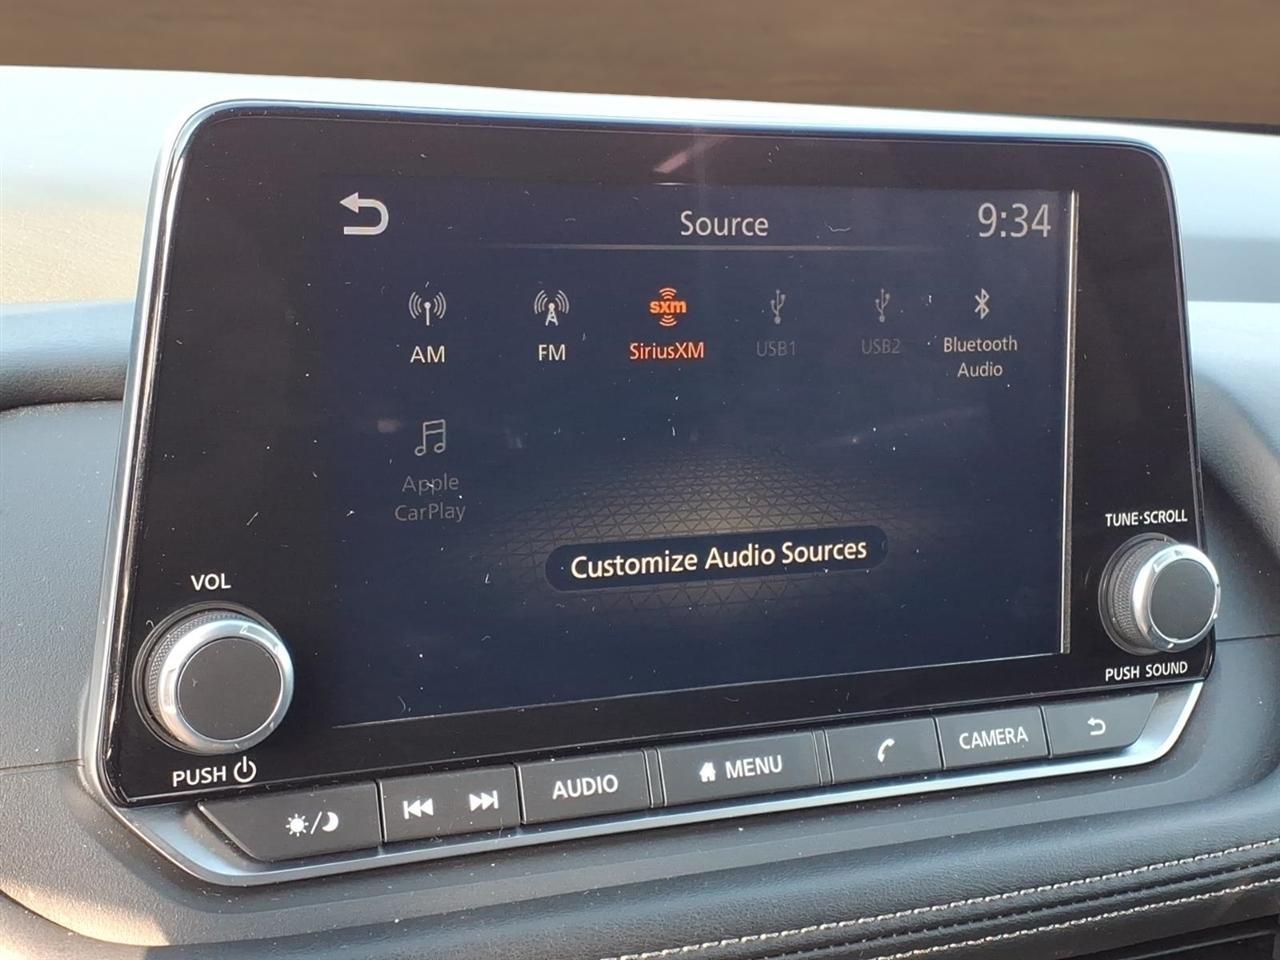 Source
9:34
AM
FM
sxm
SiriusXM
USB1
USB2
Bluetooth
Audio
Apple
CarPlay
Customize Audio Sources
VOL
PUSH
TUNE·SCROLL
PUSH SOUND
AUDIO
MENU
CAMERA